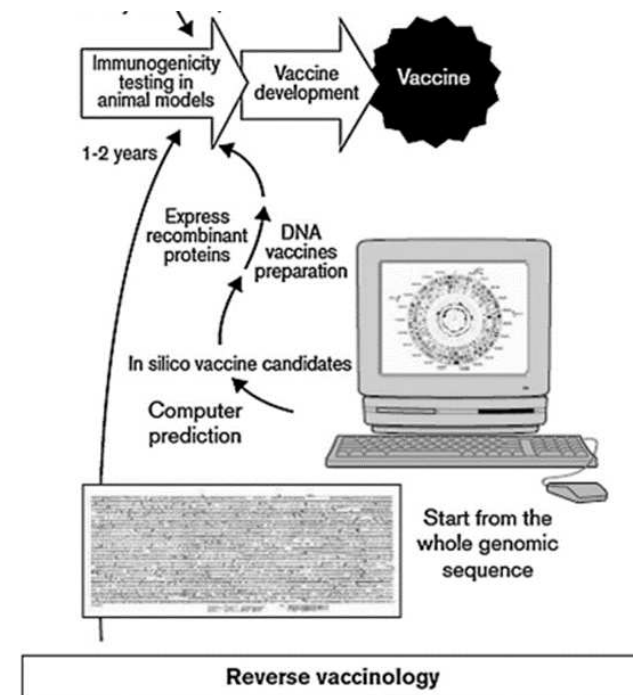 Immunogenicity
testing in
animal models
Vaccine
development
Vaccine
1-2 years
Express
recombinant
proteins
DNA
vaccines
preparation
In silico vaccine candidates
Computer
prediction
Start from the
whole genomic
sequence
Reverse vaccinology